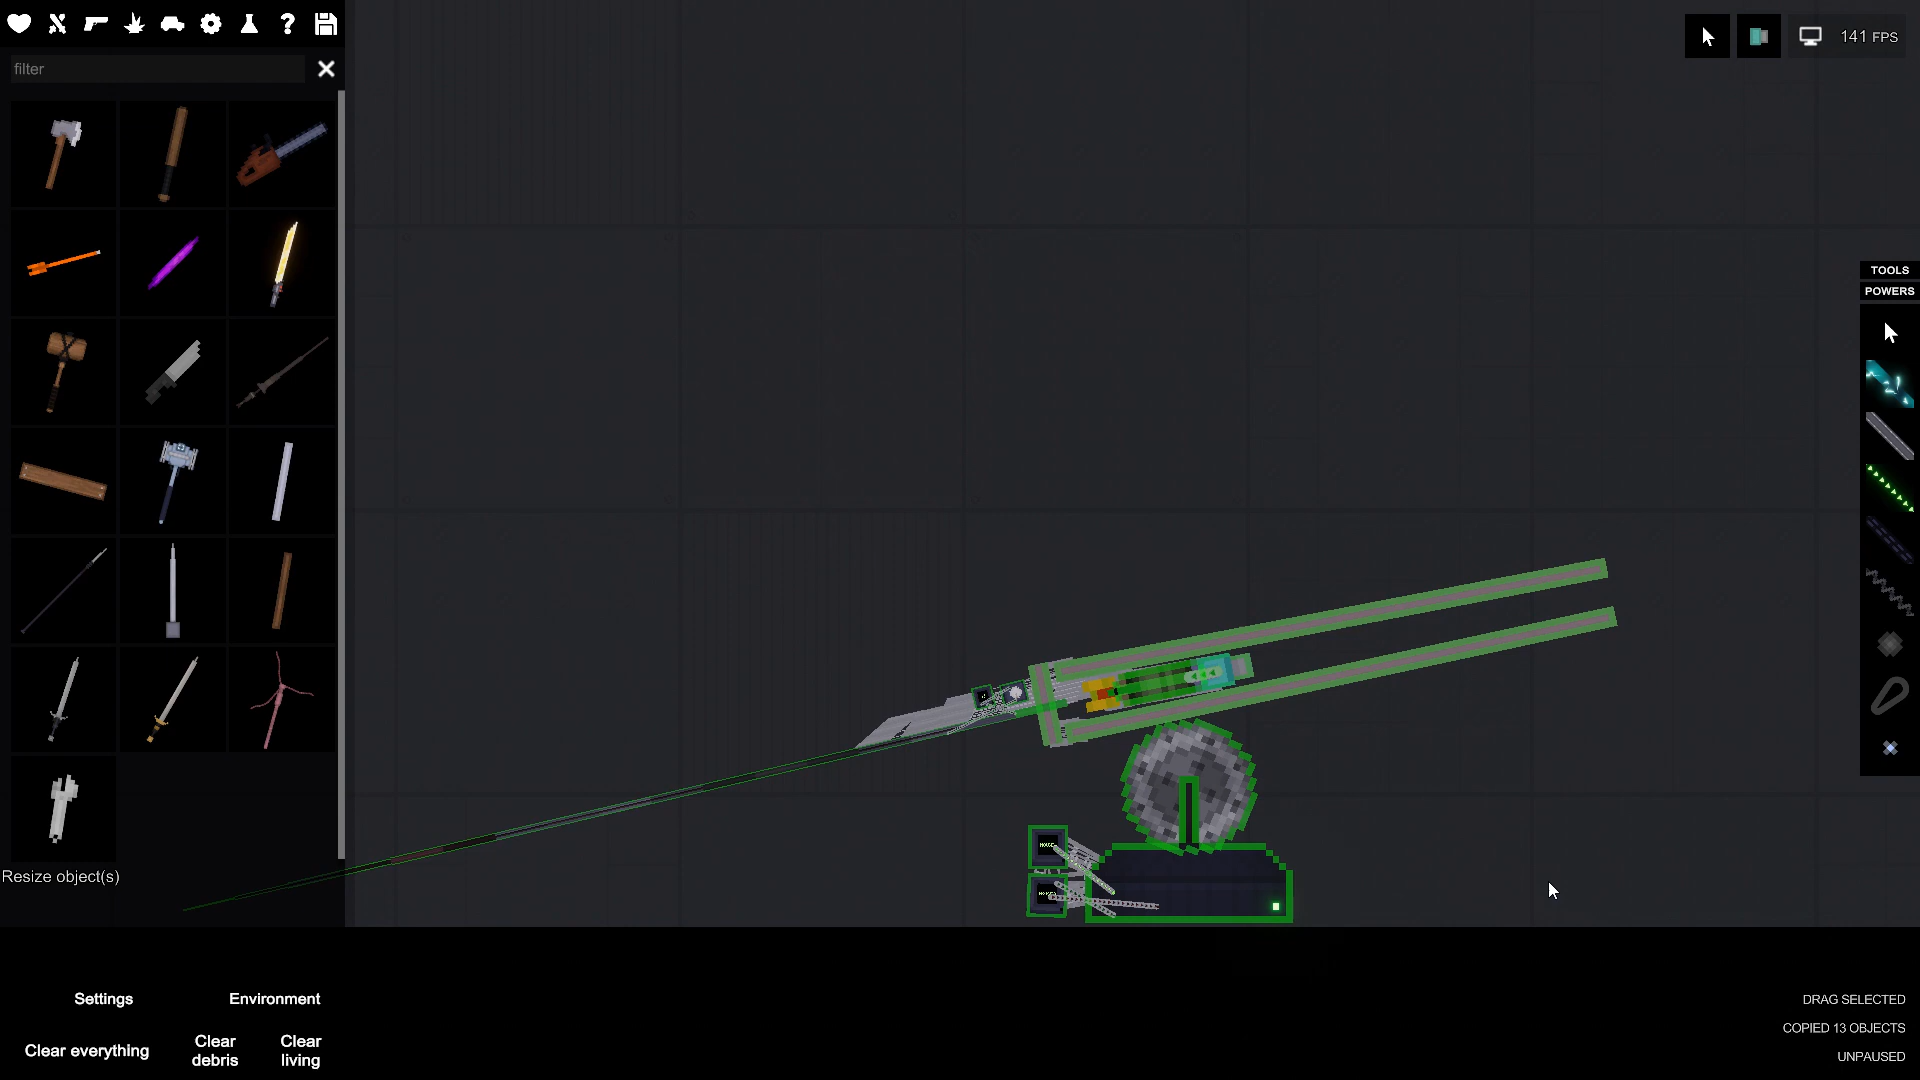 filter
141 FPS
TOOLS
POWERS
Resize object(s)
Settings
Environment
Clear everything
Clear
debris
Clear
living
DRAG SELECTED
COPIED 13 OBJECTS
UNPAUSED